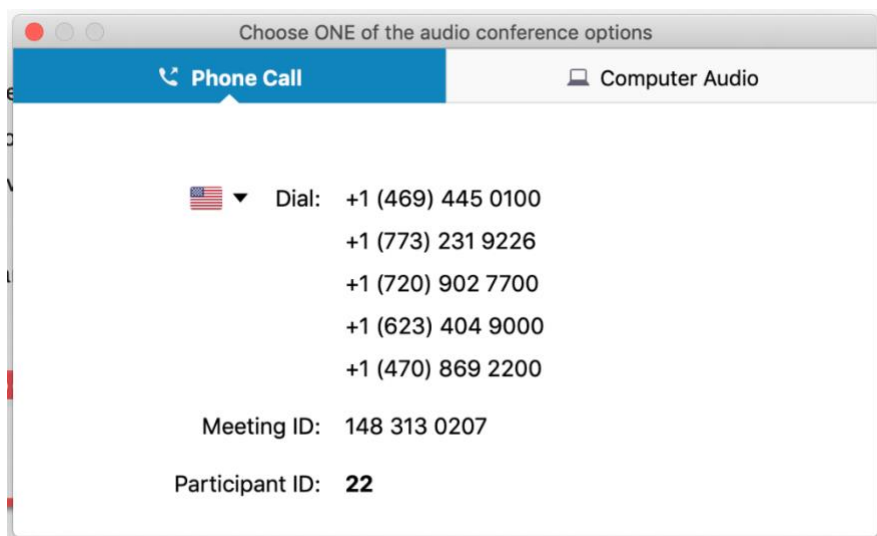 Choose ONE of the audio conference options
Phone Call
Computer Audio
Dial: +1 (469) 445 0100
+1 (773) 231 9226
+1 (720) 902 7700
+1 (623) 404 9000
+1 (470) 869 2200
Meeting ID: 148 313 0207
Participant ID: 22